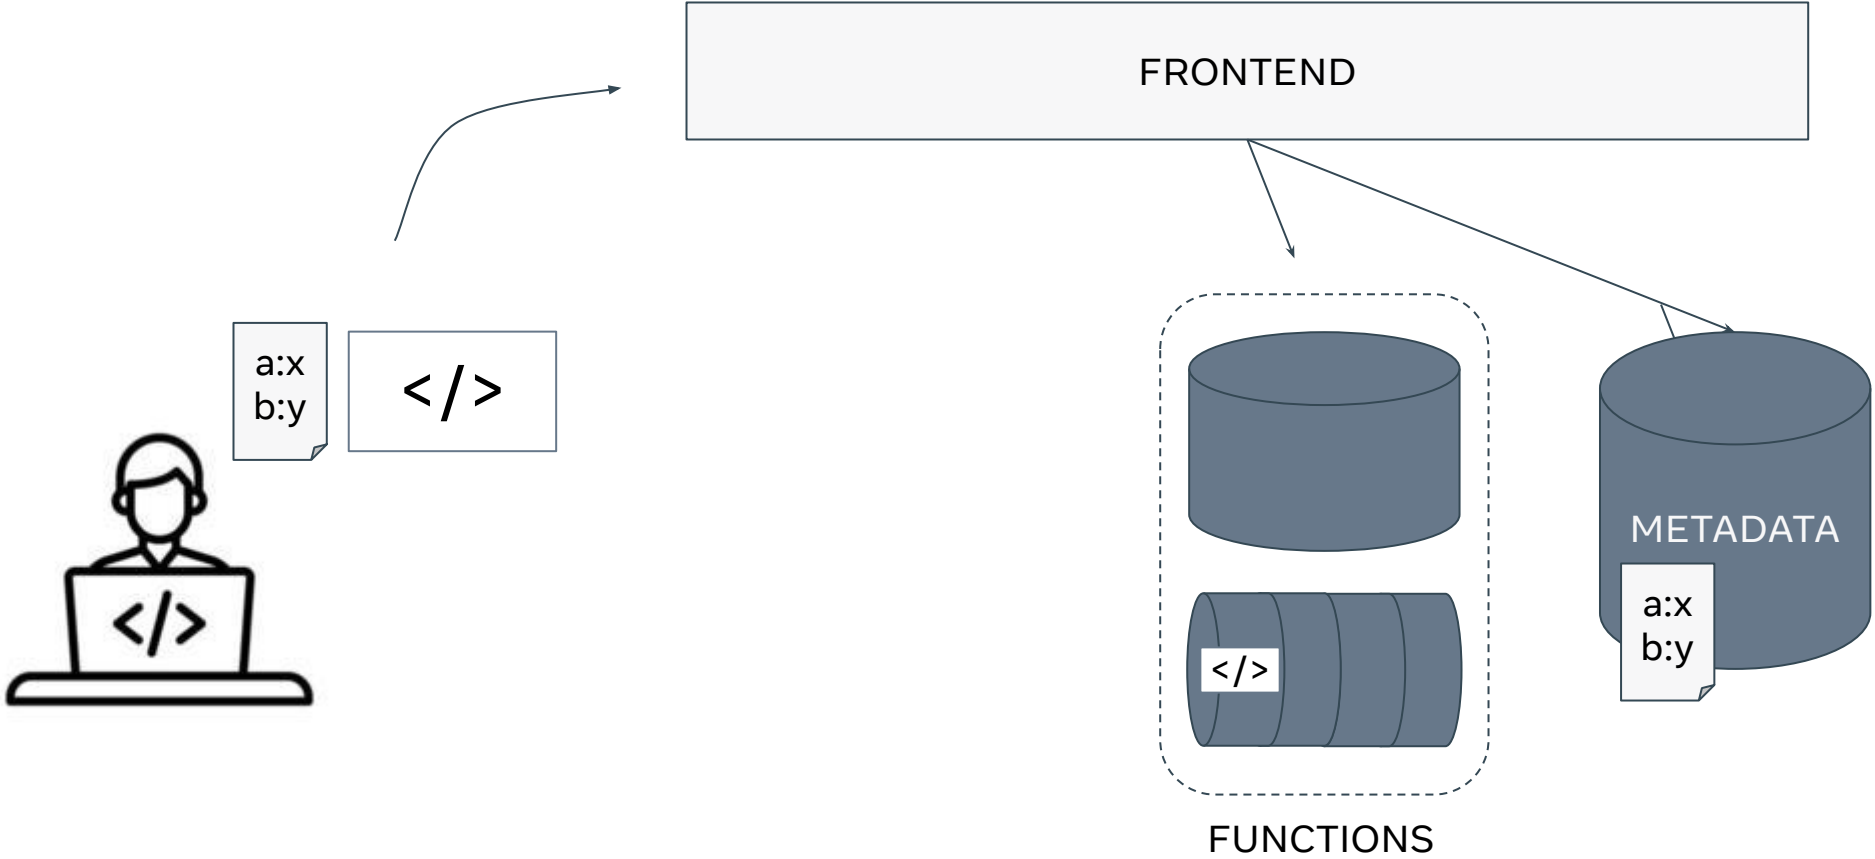 FRONTEND
a:x
b:y
</>
</>
METADATA
a:x
b:y
</>
FUNCTIONS